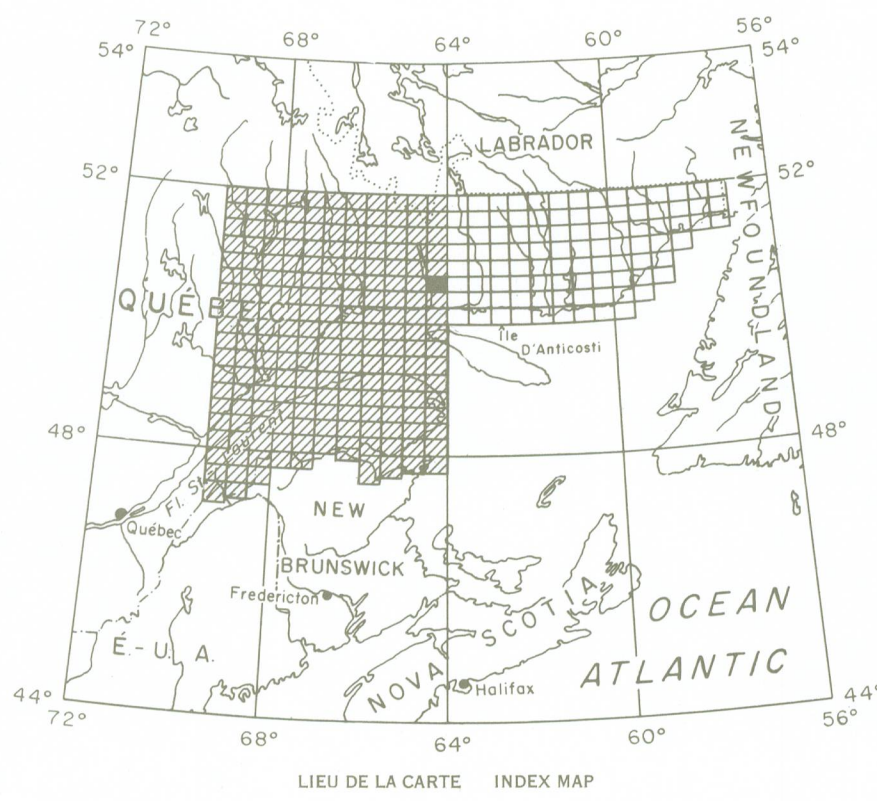 72° 68° 64° 60° 56°
54° 54°
LABRADOR
52° 52°
NEWFOUNDLAND
QUÉBEC
Île
D'Anticosti
48° 48°
Fl. St-Laurent
Québec
NEW
BRUNSWICK
Fredericton
NOVA SCOTIA
OCEAN
ATLANTIC
É.-U. A.
Halifax
44° 44°
72° 68° 64° 60° 56°
LIEU DE LA CARTE INDEX MAP